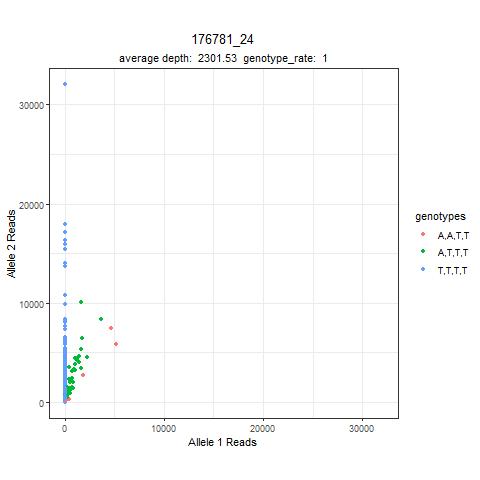 176781_24
average depth:  2301.53  genotype_rate:  1
30000
20000
10000
0
Allele 2 Reads
0 10000 20000 30000
Allele 1 Reads
genotypes
A,A,T,T
A,T,T,T
T,T,T,T